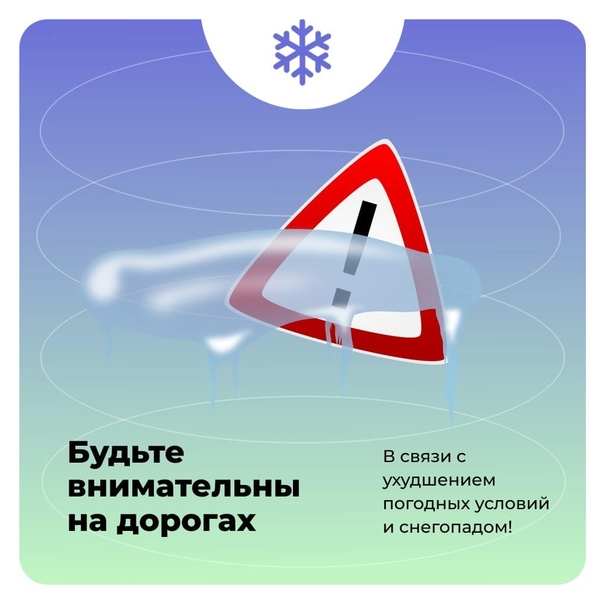 Будьте
внимательны
на дорогах
В связи с
ухудшением
погодных условий
и снегопадом!